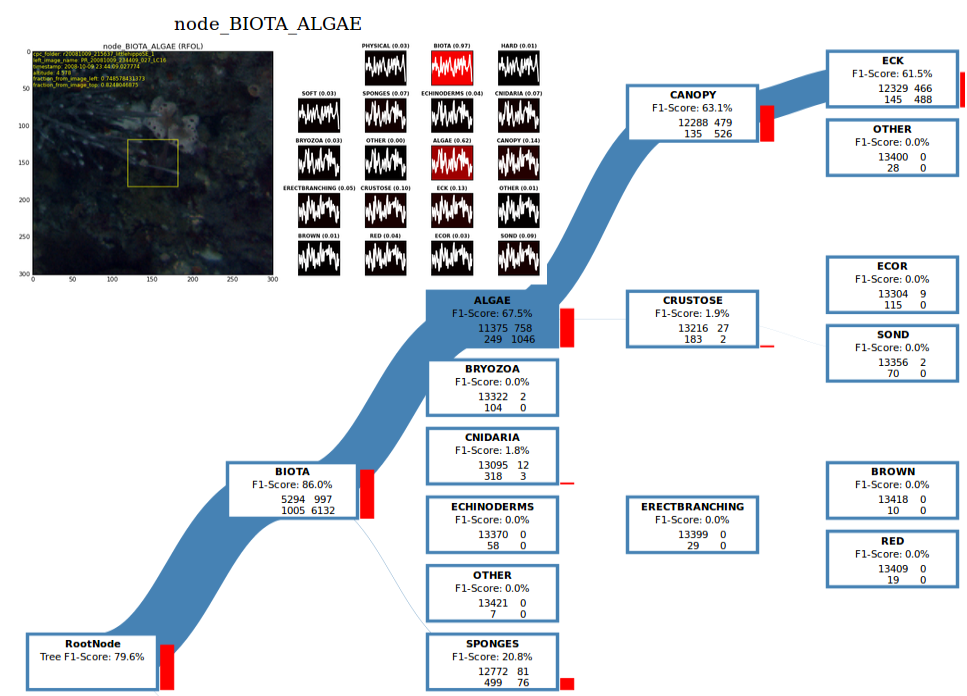 node_BIOTA_ALGAE
node_BIOTA_ALGAE (RFOL)
cpc_folder: r20081009_215637_littlehippoSE_1
left_image_name: PR_20081009_234409_027_LC16
timestamp: 2008-10-09 23:44:09.027774
altitude: 4.578
fraction_from_image_left: 0.748578431373
fraction_from_image_top: 0.8248046875
0
50
100
150
200
250
300
0 50 100 150 200 250 300
PHYSICAL (0.03) BIOTA (0.97) HARD (0.01)
SOFT (0.03) SPONGES (0.07) ECHINODERMS (0.04) CNIDARIA (0.07)
BRYOZOA (0.03) OTHER (0.00) ALGAE (0.62) CANOPY (0.14)
ERECTBRANCHING (0.05) CRUSTOSE (0.10) ECK (0.13) OTHER (0.01)
BROWN (0.01) RED (0.04) ECOR (0.03) SOND (0.09)
RootNode
Tree F1-Score: 79.6%
BIOTA
F1-Score: 86.0%
5294 997
1005 6132
ALGAE
F1-Score: 67.5%
11375 758
249 1046
BRYOZOA
F1-Score: 0.0%
13322 2
104 0
CNIDARIA
F1-Score: 1.8%
13095 12
318 3
ECHINODERMS
F1-Score: 0.0%
13370 0
58 0
OTHER
F1-Score: 0.0%
13421 0
7 0
SPONGES
F1-Score: 20.8%
12772 81
499 76
CANOPY
F1-Score: 63.1%
12288 479
135 526
CRUSTOSE
F1-Score: 1.9%
13216 27
183 2
ERECTBRANCHING
F1-Score: 0.0%
13399 0
29 0
ECK
F1-Score: 61.5%
12329 466
145 488
OTHER
F1-Score: 0.0%
13400 0
28 0
ECOR
F1-Score: 0.0%
13304 9
115 0
SOND
F1-Score: 0.0%
13356 2
70 0
BROWN
F1-Score: 0.0%
13418 0
10 0
RED
F1-Score: 0.0%
13409 0
19 0